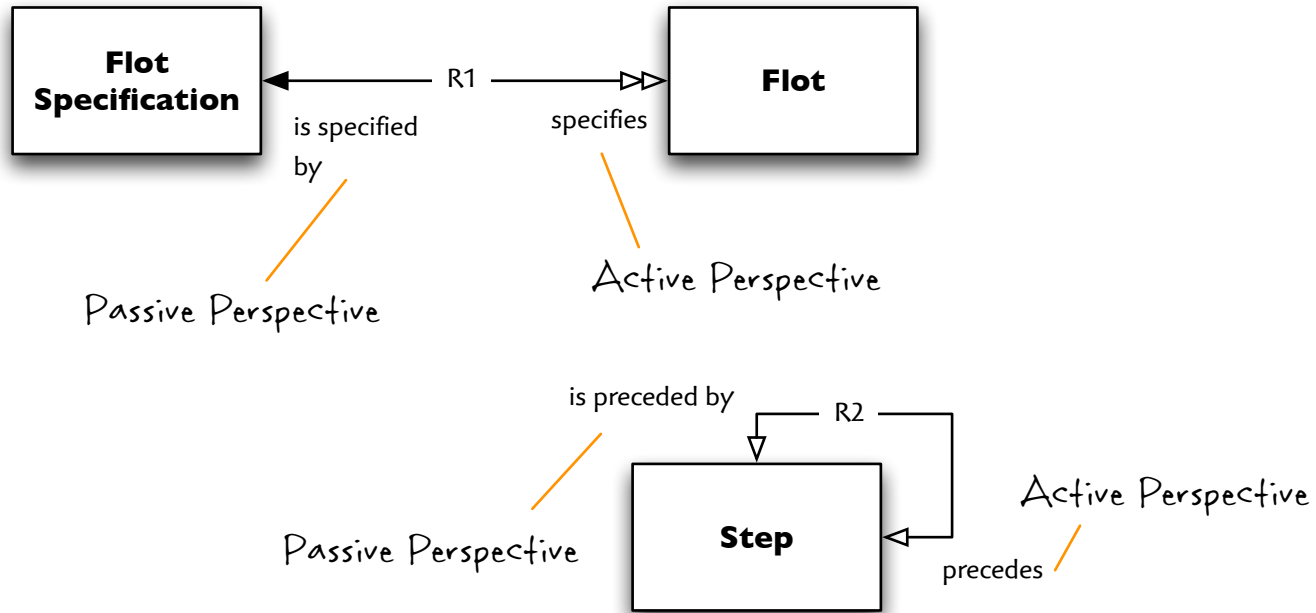 Flot
Specification
R1
Flot
is specified
by
specifies
Passive Perspective
Active Perspective
is preceded by
R2
Step
Passive Perspective
Active Perspective
precedes